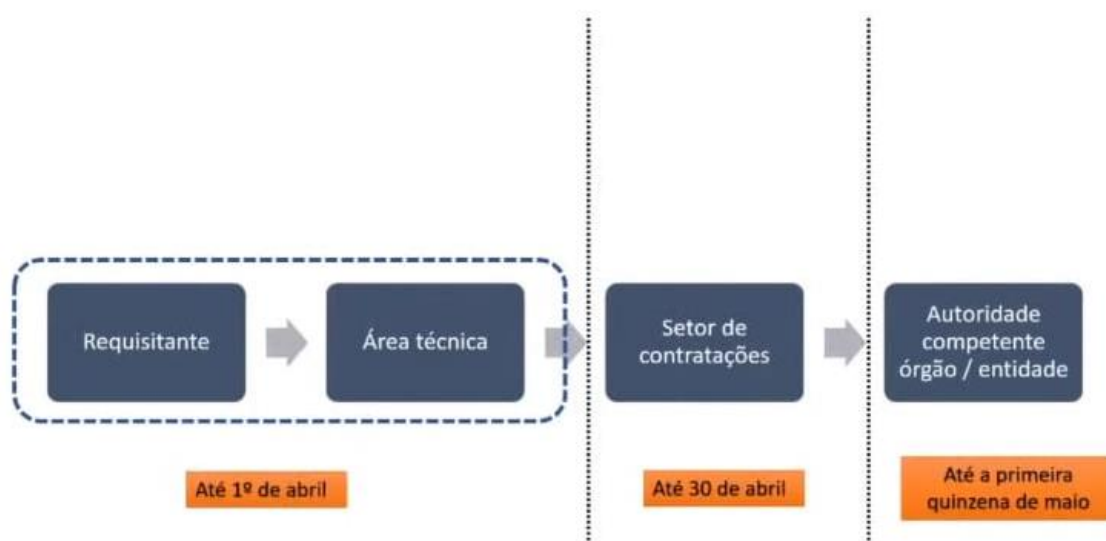 Requisitante
Área técnica
Setor de
contratações
Autoridade
competente
órgão / entidade
Até 1º de abril
Até 30 de abril
Até a primeira
quinzena de maio